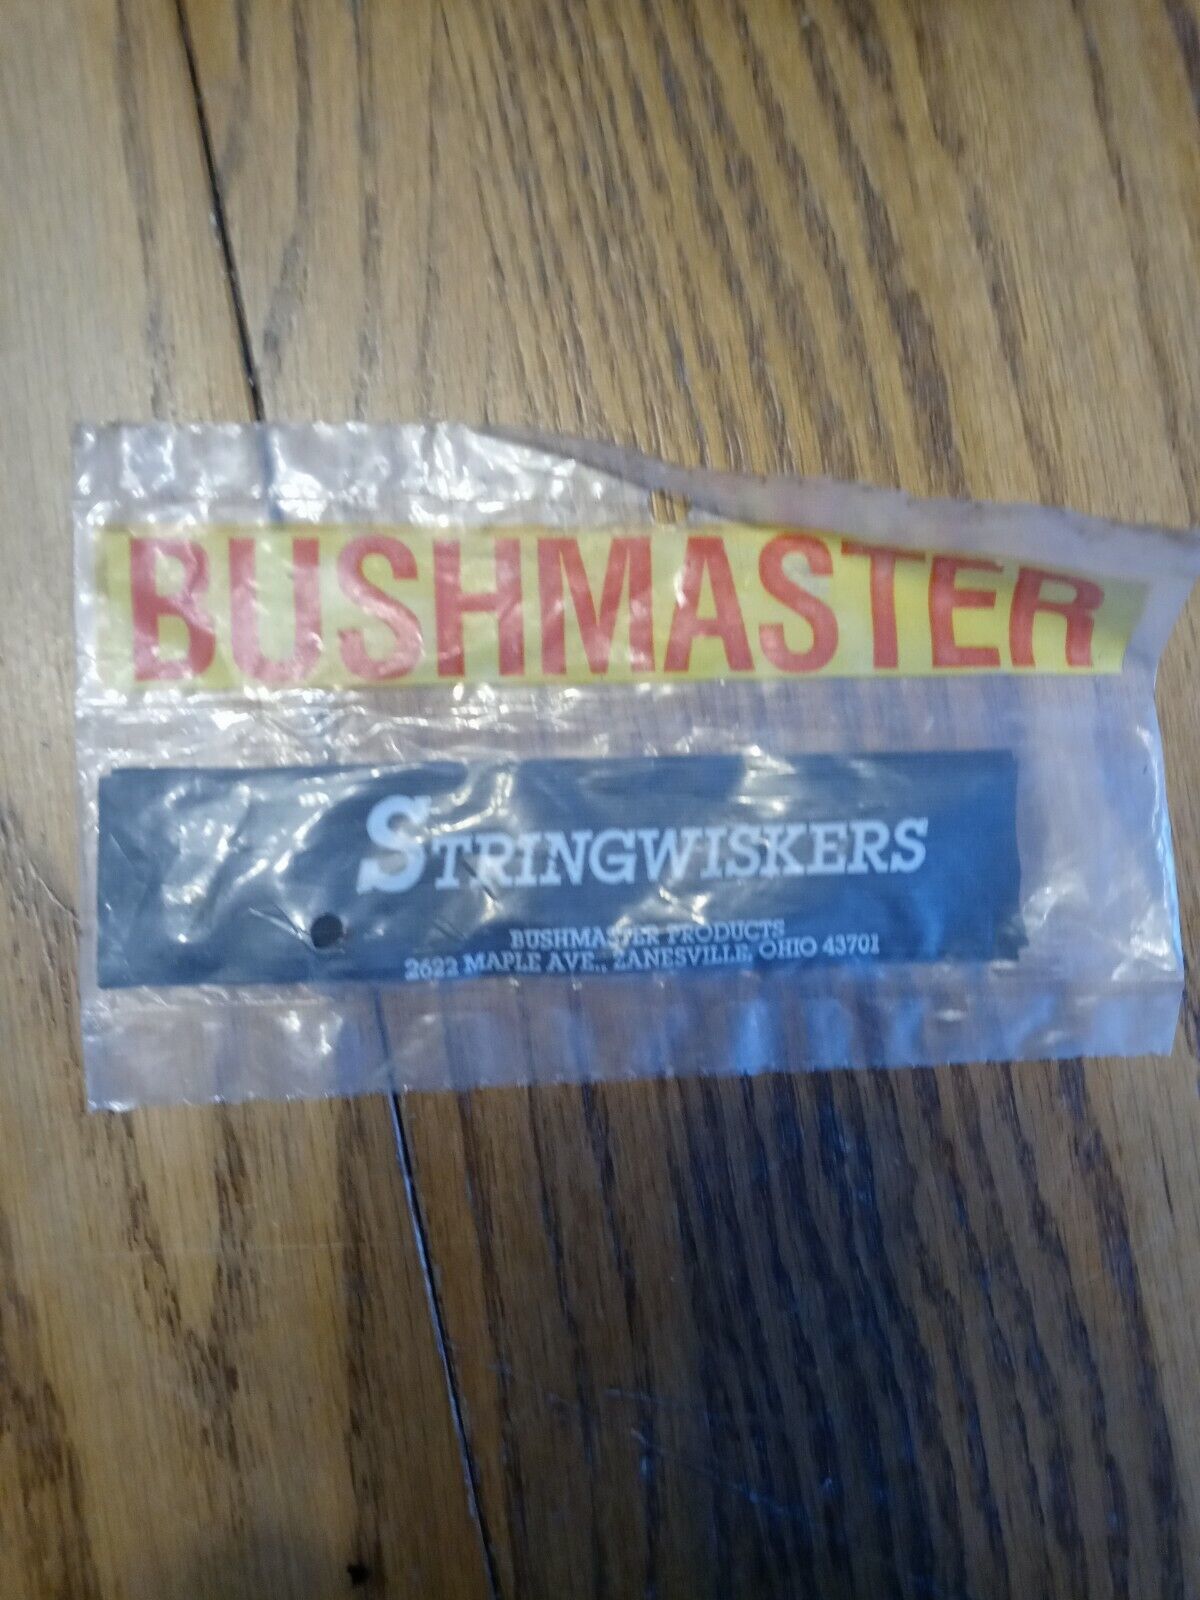 BUSHMASTER
STRINGWISKERS
BUSHMASTER PRODUCTS
2622 MAPLE AVE., ZANESVILLE, OHIO 43701